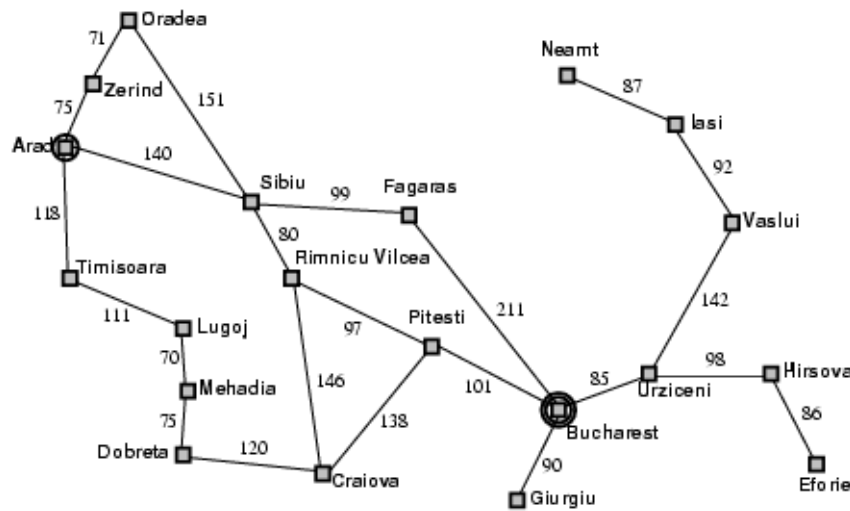 Oradea
71
Neamt
Zerind
87
75
151
Iasi
Arad
140
92
Sibiu
99
Fagaras
118
Vaslui
80
Rimnicu Vilcea
Timisoara
142
111
211
Lugoj
97
Pitesti
70
98
Hirsova
146
101
85
Urziceni
Mehadia
75
138
86
Bucharest
Dobreta
120
90
Craiova
Eforie
Giurgiu